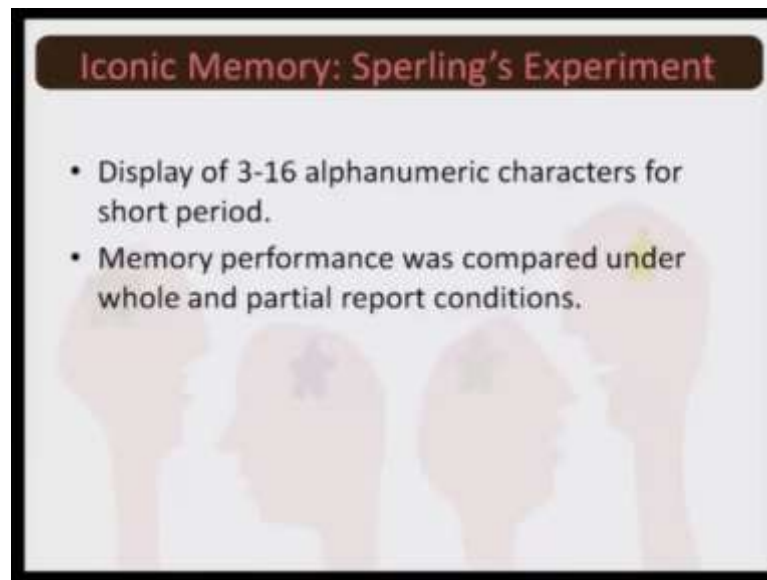 Iconic Memory: Sperling's Experiment
• Display of 3-16 alphanumeric characters for
short period.
• Memory performance was compared under
whole and partial report conditions.